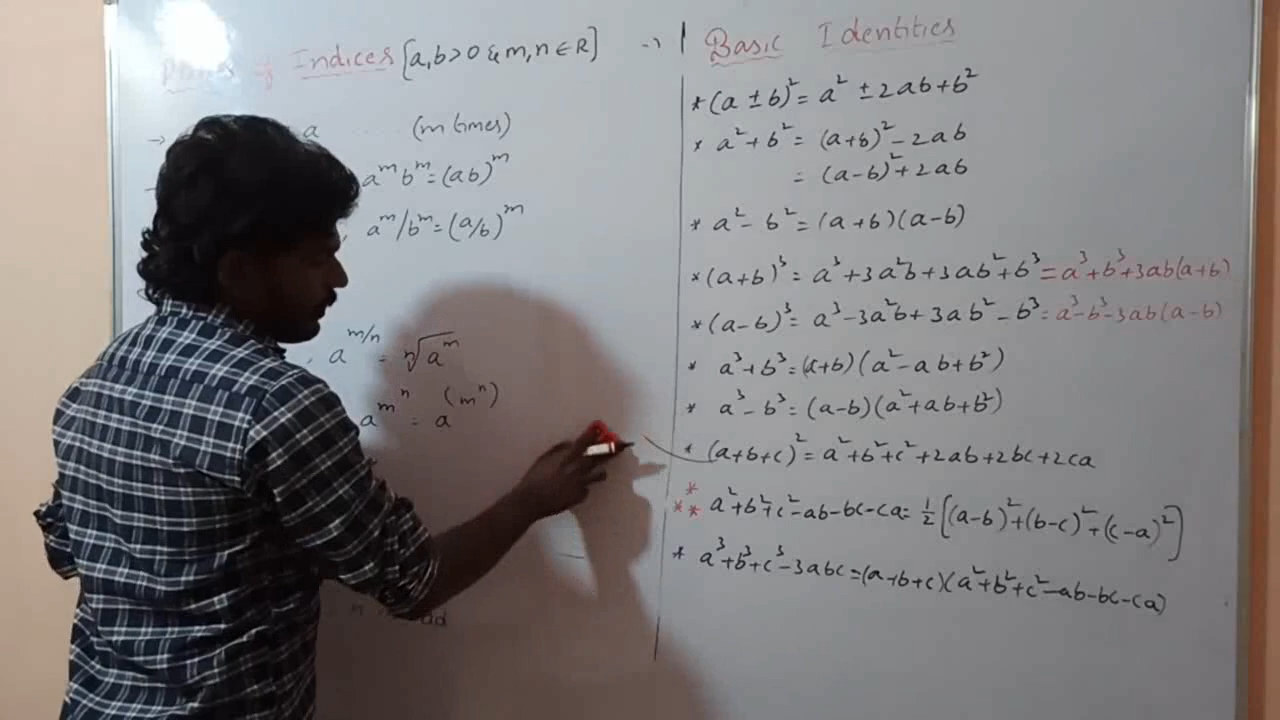 of Indices [a,b>0 & m,n∈R]
a ..... (m times)
a^m b^m = (ab)^m
a^m/b^m = (a/b)^m
a^{m/n} = ⁿ√a^m
a^{m^n} = a^{(m^n)}
Basic Identities
* (a ± b)² = a² ± 2ab + b²
* a² + b² = (a+b)² - 2ab
= (a-b)² + 2ab
* a² - b² = (a+b)(a-b)
* (a+b)³ = a³ + 3a²b + 3ab² + b³ = a³+b³+3ab(a+b)
* (a-b)³ = a³ - 3a²b + 3ab² - b³ = a³-b³-3ab(a-b)
* a³ + b³ = (a+b)(a² - ab + b²)
* a³ - b³ = (a-b)(a² + ab + b²)
* (a+b+c)² = a² + b² + c² + 2ab + 2bc + 2ca
*** a² + b² + c² - ab - bc - ca = 1/2[(a-b)² + (b-c)² + (c-a)²]
* a³ + b³ + c³ - 3abc = (a+b+c)(a² + b² + c² - ab - bc - ca)